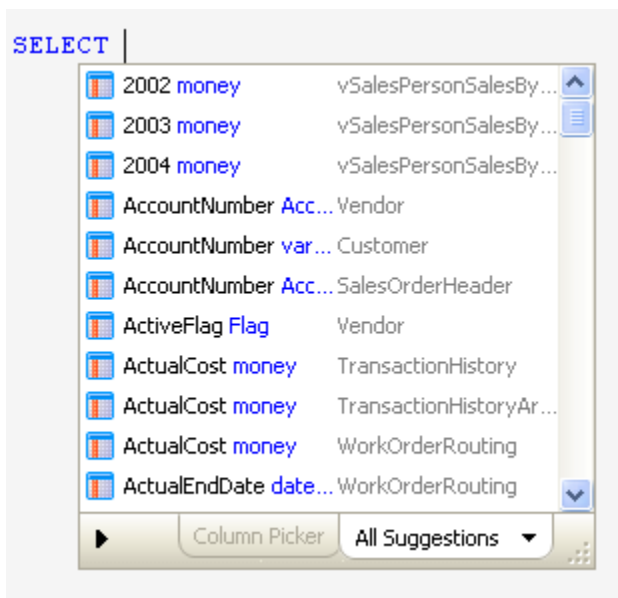 SELECT
2002 money vSalesPersonSalesBy...
2003 money vSalesPersonSalesBy...
2004 money vSalesPersonSalesBy...
AccountNumber Acc... Vendor
AccountNumber var... Customer
AccountNumber Acc... SalesOrderHeader
ActiveFlag Flag Vendor
ActualCost money TransactionHistory
ActualCost money TransactionHistoryAr...
ActualCost money WorkOrderRouting
ActualEndDate date... WorkOrderRouting
Column Picker All Suggestions